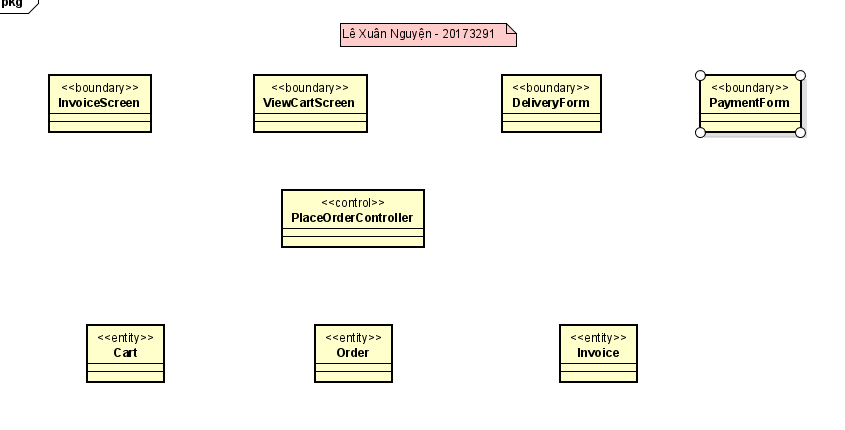 pkg
Lê Xuân Nguyện - 20173291
<<boundary>>
InvoiceScreen
<<boundary>>
ViewCartScreen
<<boundary>>
DeliveryForm
<<boundary>>
PaymentForm
<<control>>
PlaceOrderController
<<entity>>
Cart
<<entity>>
Order
<<entity>>
Invoice